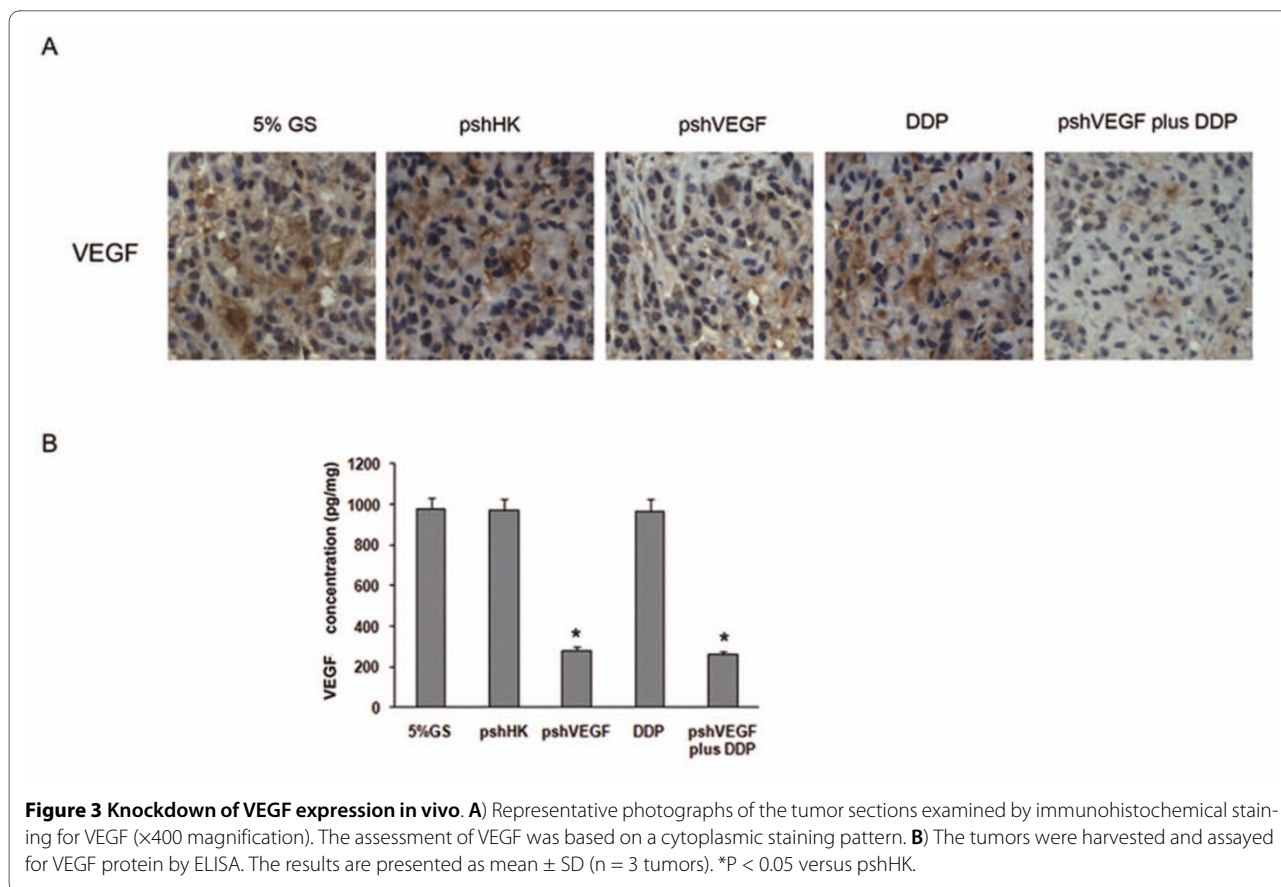 A
5% GS pshHK pshVEGF DDP pshVEGF plus DDP
VEGF
B
VEGF concentration (pg/mg)
1200
1000
800
600
400
200
0
* *
5%GS pshHK pshVEGF DDP pshVEGF
plus DDP
Figure 3 Knockdown of VEGF expression in vivo. A) Representative photographs of the tumor sections examined by immunohistochemical stain-
ing for VEGF (×400 magnification). The assessment of VEGF was based on a cytoplasmic staining pattern. B) The tumors were harvested and assayed
for VEGF protein by ELISA. The results are presented as mean ± SD (n = 3 tumors). *P < 0.05 versus pshHK.